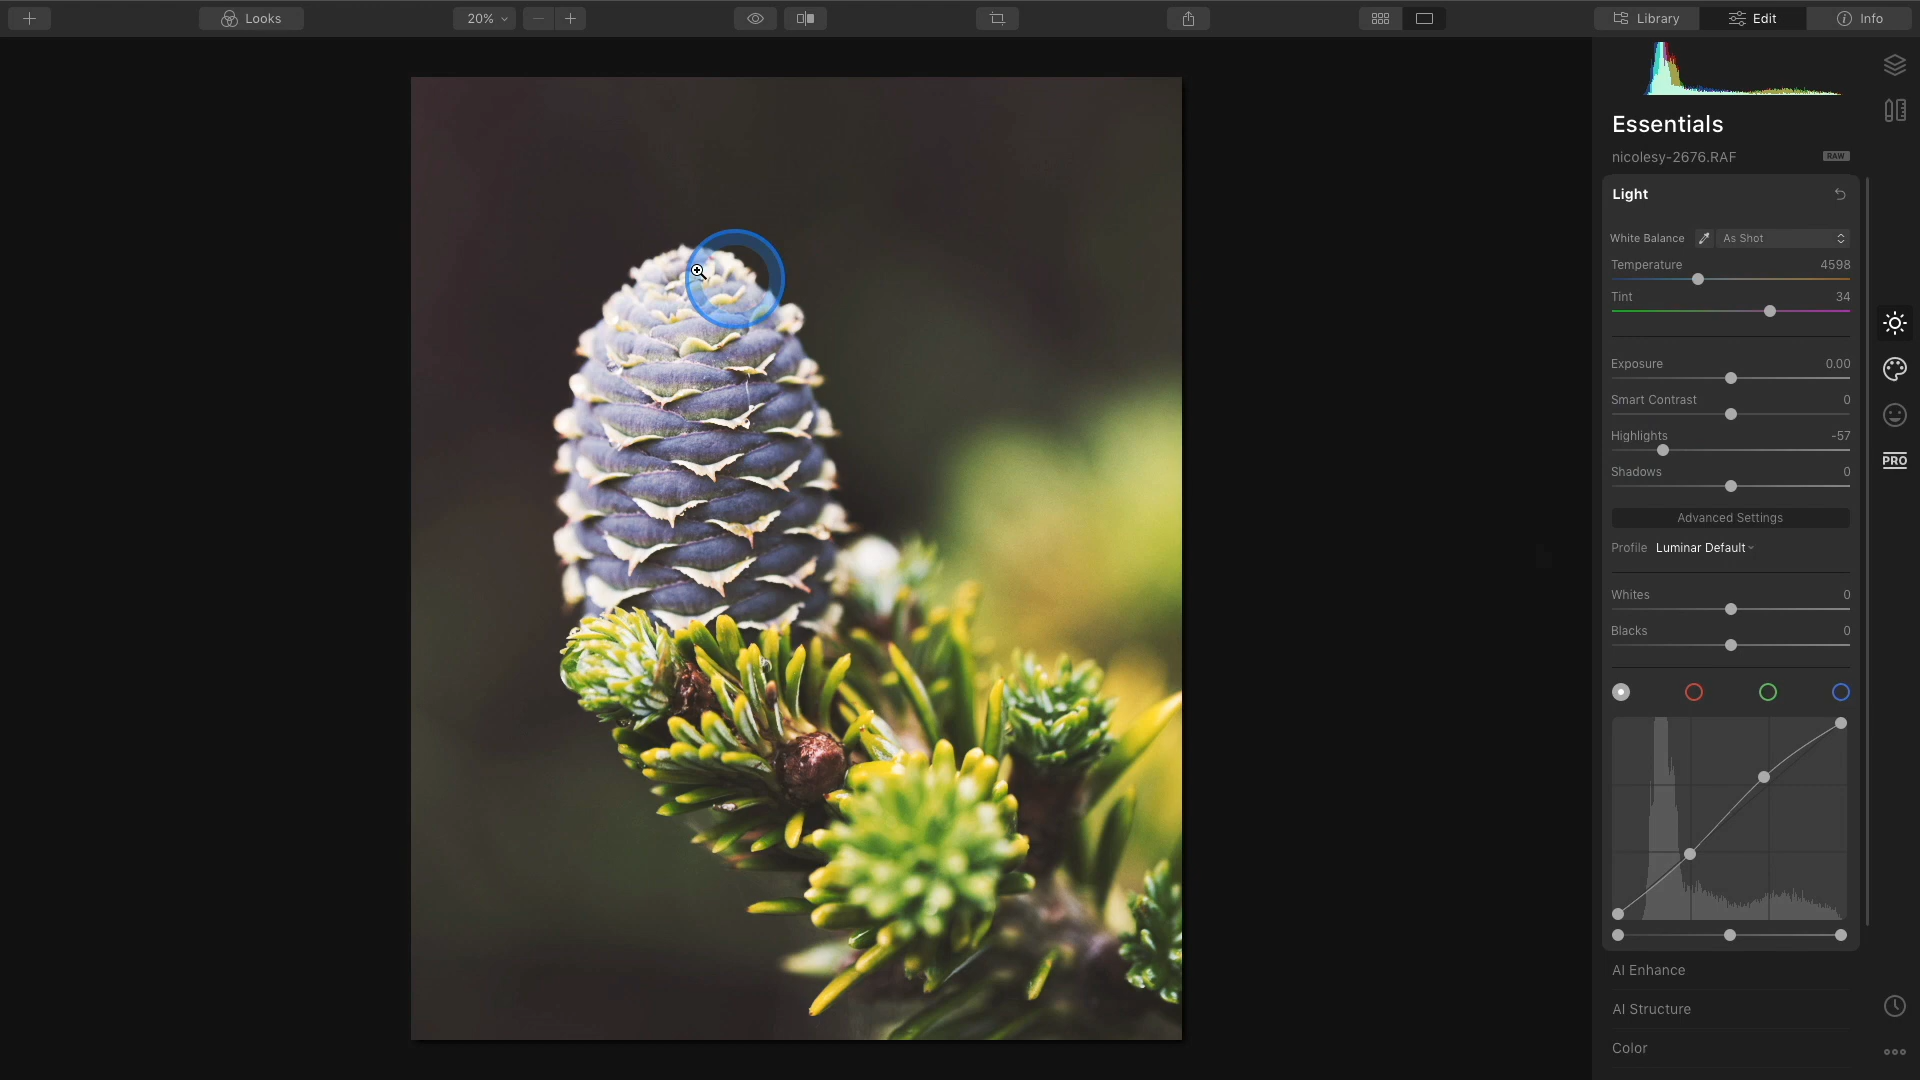 Looks
20%
Library
Edit
Info
Essentials
nicolesy-2676.RAF
RAW
Light
White Balance
As Shot
Temperature
4598
Tint
34
Exposure
0.00
Smart Contrast
0
Highlights
-57
Shadows
0
Advanced Settings
Profile Luminar Default
Whites
0
Blacks
0
AI Enhance
AI Structure
Color
PRO